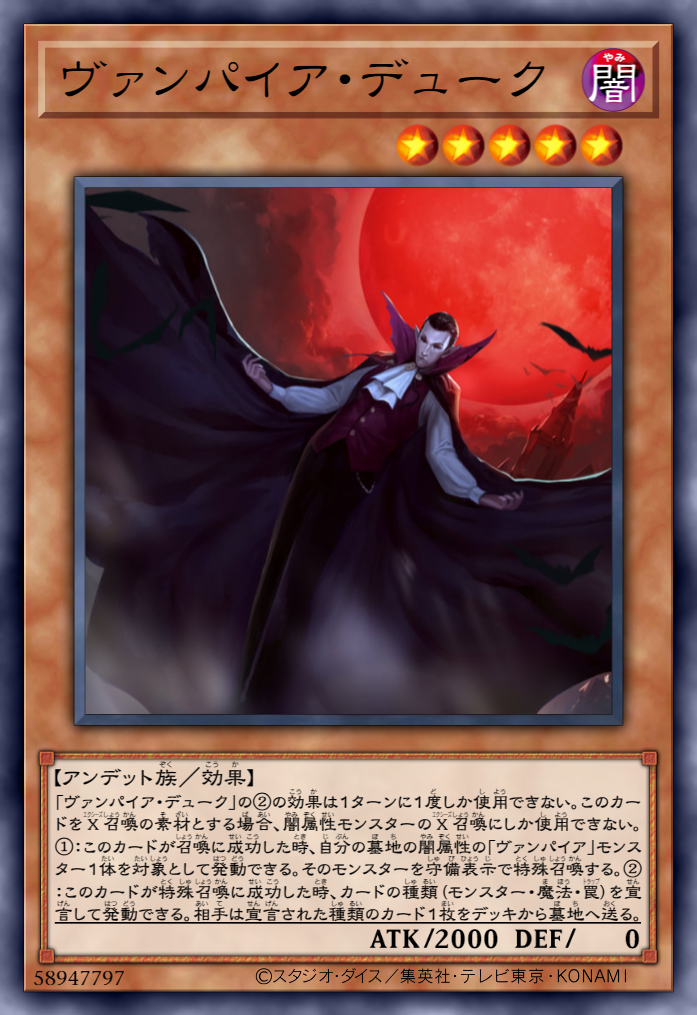 ヴァンパイア・デューク
やみ
闇
【アンデット族／効果】
「ヴァンパイア・デューク」の②の効果は1ターンに1度しか使用できない。このカー
ドをX召喚の素材とする場合、闇属性モンスターのX召喚にしか使用できない。
①:このカードが召喚に成功した時、自分の墓地の闇属性の「ヴァンパイア」モンス
ター1体を対象として発動できる。そのモンスターを守備表示で特殊召喚する。②
:このカードが特殊召喚に成功した時、カードの種類(モンスター・魔法・罠)を宣
言して発動できる。相手は宣言された種類のカード1枚をデッキから墓地へ送る。
ATK/2000 DEF/ 0
58947797 ©スタジオ・ダイス／集英社・テレビ東京・KONAMI